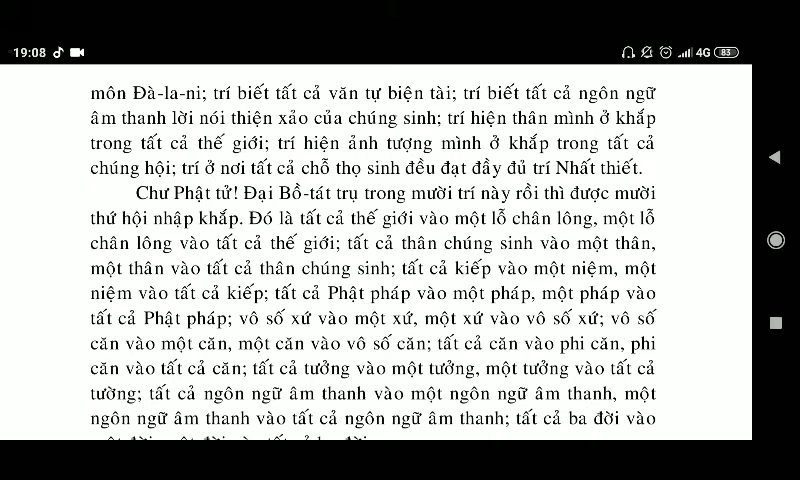 19:08
4G
83
môn Đà-la-ni; trí biết tất cả văn tự biện tài; trí biết tất cả ngôn ngữ
âm thanh lời nói thiện xảo của chúng sinh; trí hiện thân mình ở khắp
trong tất cả thế giới; trí hiện ảnh tượng mình ở khắp trong tất cả
chúng hội; trí ở nơi tất cả chỗ thọ sinh đều đạt đầy đủ trí Nhất thiết.
Chư Phật tử! Đại Bồ-tát trụ trong mười trí này rồi thì được mười
thứ hội nhập khắp. Đó là tất cả thế giới vào một lỗ chân lông, một lỗ
chân lông vào tất cả thế giới; tất cả thân chúng sinh vào một thân,
một thân vào tất cả thân chúng sinh; tất cả kiếp vào một niệm, một
niệm vào tất cả kiếp; tất cả Phật pháp vào một pháp, một pháp vào
tất cả Phật pháp; vô số xứ vào một xứ, một xứ vào vô số xứ; vô số
căn vào một căn, một căn vào vô số căn; tất cả căn vào phi căn, phi
căn vào tất cả căn; tất cả tưởng vào một tưởng, một tưởng vào tất cả
tường; tất cả ngôn ngữ âm thanh vào một ngôn ngữ âm thanh, một
ngôn ngữ âm thanh vào tất cả ngôn ngữ âm thanh; tất cả ba đời vào